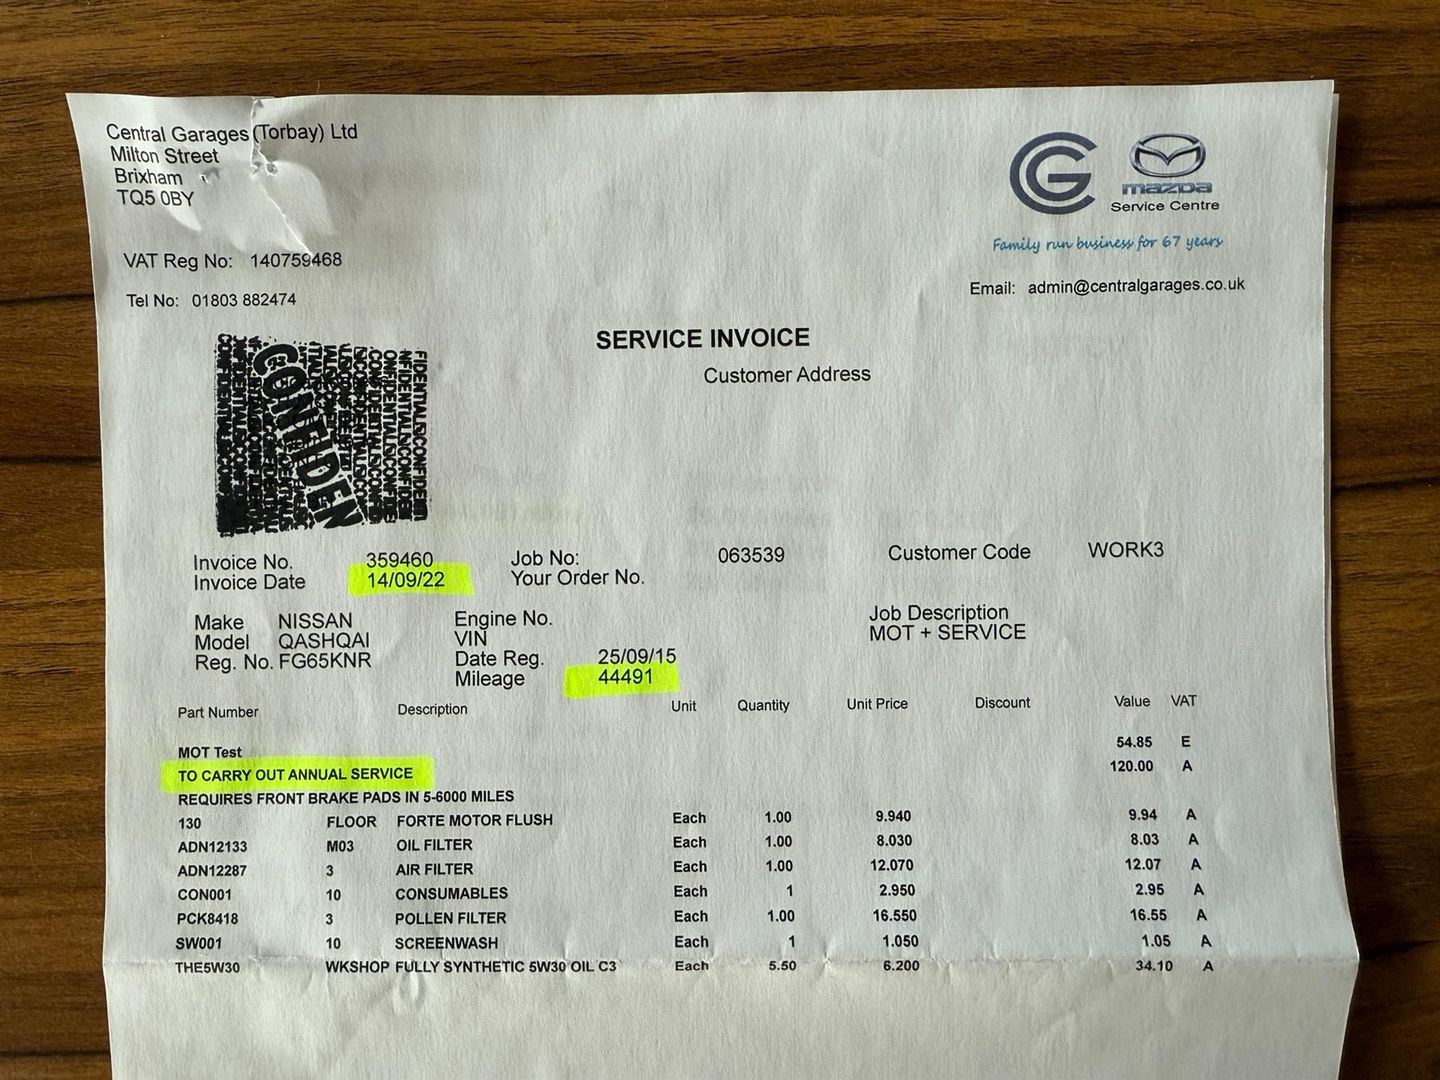 Central Garages (Torbay) Ltd
Milton Street
Brixham
TQ5 0BY
mazda
Service Centre
Family run business for 67 years
VAT Reg No: 140759468
Tel No: 01803 882474
Email: admin@centralgarages.co.uk
SERVICE INVOICE
Customer Address
CONFIDEN
Invoice No. 359460 Job No: 063539 Customer Code WORK3
Invoice Date 14/09/22 Your Order No.
Make NISSAN Engine No. Job Description
Model QASHQAI VIN MOT + SERVICE
Reg. No. FG65KNR Date Reg. 25/09/15
Mileage 44491
Part Number Description Unit Quantity Unit Price Discount Value VAT
MOT Test 54.85 E
TO CARRY OUT ANNUAL SERVICE 120.00 A
REQUIRES FRONT BRAKE PADS IN 5-6000 MILES
130 FLOOR FORTE MOTOR FLUSH Each 1.00 9.940 9.94 A
ADN12133 M03 OIL FILTER Each 1.00 8.030 8.03 A
ADN12287 3 AIR FILTER Each 1.00 12.070 12.07 A
CON001 10 CONSUMABLES Each 1 2.950 2.95 A
PCK8418 3 POLLEN FILTER Each 1.00 16.550 16.55 A
SW001 10 SCREENWASH Each 1 1.050 1.05 A
THE5W30 WKSHOP FULLY SYNTHETIC 5W30 OIL C3 Each 5.50 6.200 34.10 A